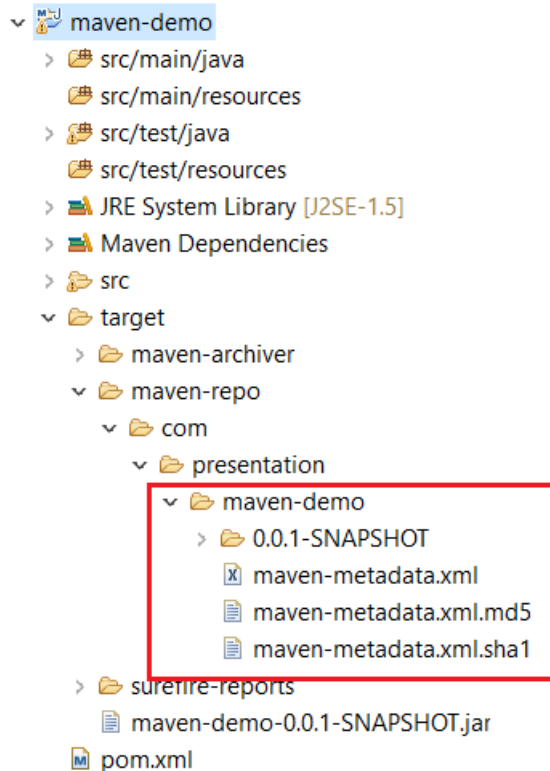 maven-demo
src/main/java
src/main/resources
src/test/java
src/test/resources
JRE System Library [J2SE-1.5]
Maven Dependencies
src
target
maven-archiver
maven-repo
com
presentation
maven-demo
0.0.1-SNAPSHOT
maven-metadata.xml
maven-metadata.xml.md5
maven-metadata.xml.sha1
surefire-reports
maven-demo-0.0.1-SNAPSHOT.jar
pom.xml